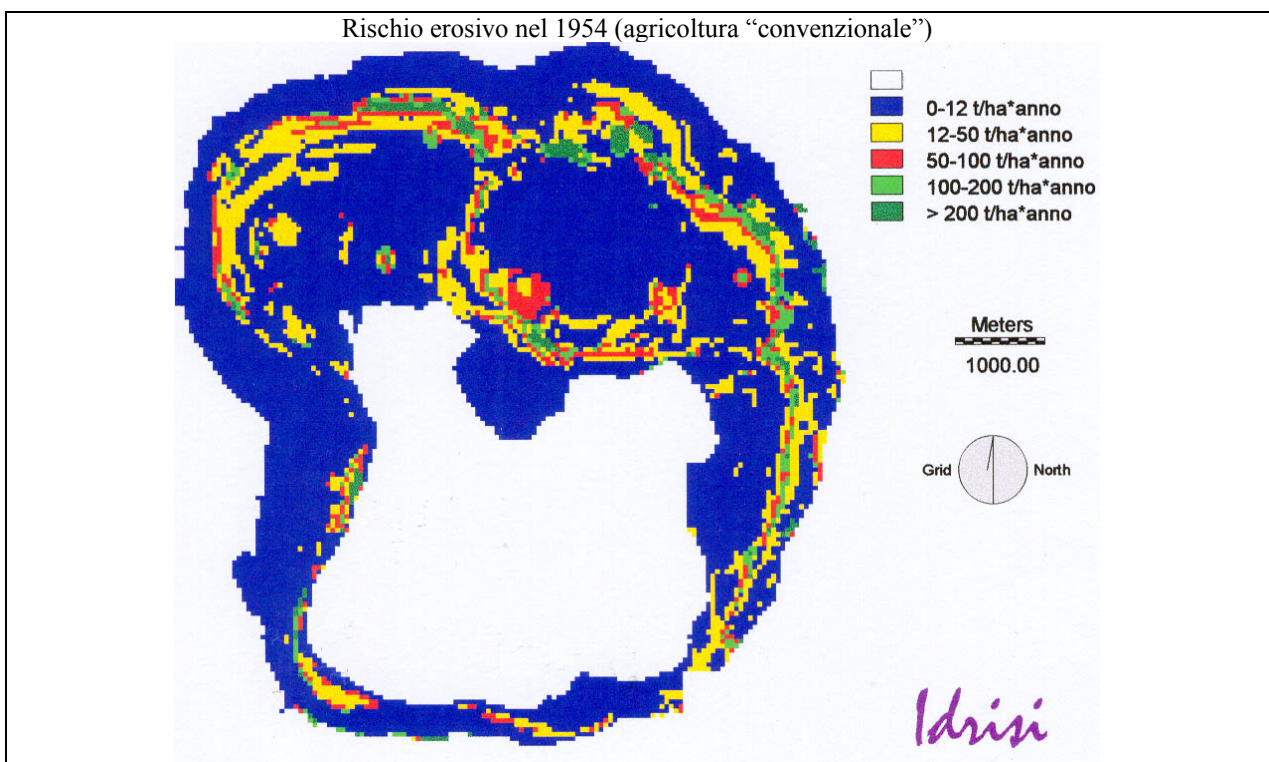 Rischio erosivo nel 1954 (agricoltura “convenzionale”)
0-12 t/ha*anno
12-50 t/ha*anno
50-100 t/ha*anno
100-200 t/ha*anno
> 200 t/ha*anno
Meters
1000.00
Grid North
Idrisi